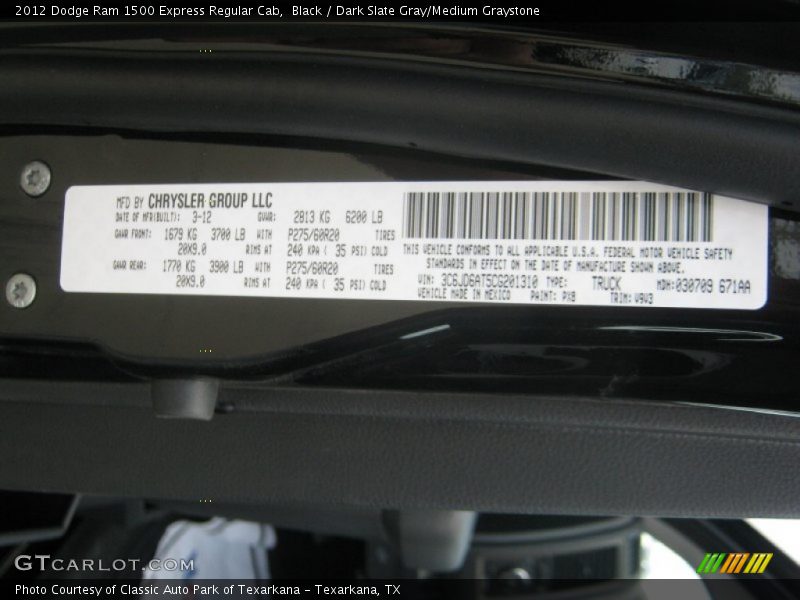 2012 Dodge Ram 1500 Express Regular Cab,  Black / Dark Slate Gray/Medium Graystone
MFD BY CHRYSLER GROUP LLC
DATE OF MFR(BUILT): 3-12 GVWR: 2813 KG 6200 LB
GAWR FRONT: 1679 KG 3700 LB WITH P275/60R20 TIRES
20X9.0 RIMS AT 240 KPA ( 35 PSI) COLD
GAWR REAR: 1770 KG 3900 LB WITH P275/60R20 TIRES
20X9.0 RIMS AT 240 KPA ( 35 PSI) COLD
THIS VEHICLE CONFORMS TO ALL APPLICABLE U.S.A. FEDERAL MOTOR VEHICLE SAFETY
STANDARDS IN EFFECT ON THE DATE OF MANUFACTURE SHOWN ABOVE.
VIN: 3C6JD6AT5CG201310 TYPE: TRUCK MDH:030709 671AA
VEHICLE MADE IN MEXICO PAINT: PX8 TRIM: V9V3
GTCARLOT.COM
Photo Courtesy of Classic Auto Park of Texarkana - Texarkana, TX